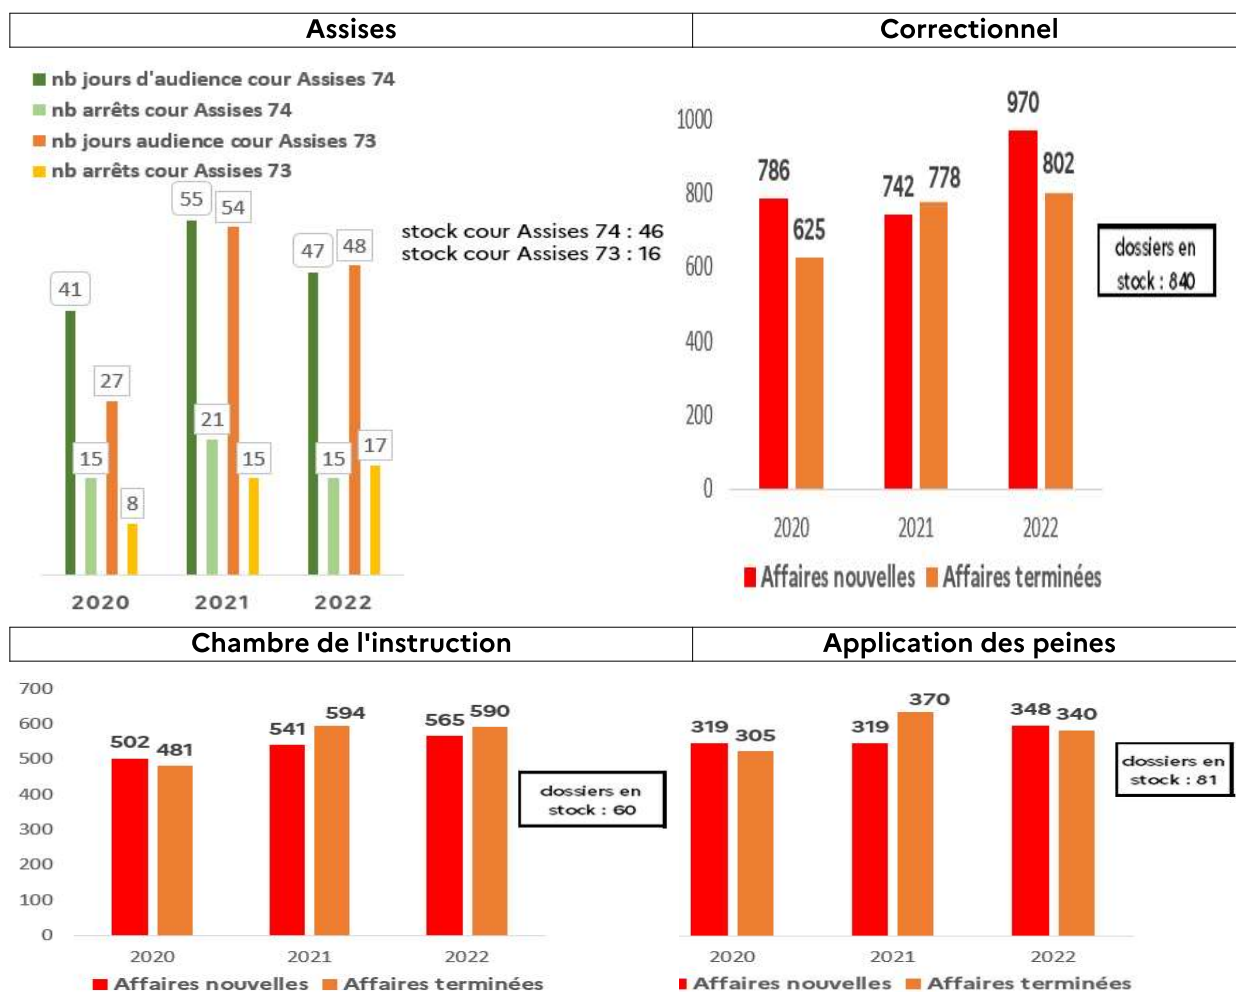 Assises
Correctionnel
nb jours d'audience cour Assises 74
nb arrêts cour Assises 74
nb jours audience cour Assises 73
nb arrêts cour Assises 73
55
54
47
48
41
27
21
15
15
15
17
8
stock cour Assises 74 : 46
stock cour Assises 73 : 16
2020
2021
2022
1000
800
600
400
200
0
786
625
742
778
970
802
dossiers en
stock : 840
2020
2021
2022
Affaires nouvelles
Affaires terminées
Chambre de l'instruction
Application des peines
700
600
500
400
300
200
100
0
502
481
541
594
565
590
dossiers en
stock : 60
2020
2021
2022
Affaires nouvelles
Affaires terminées
319
305
319
370
348
340
dossiers en
stock : 81
2020
2021
2022
Affaires nouvelles
Affaires terminées